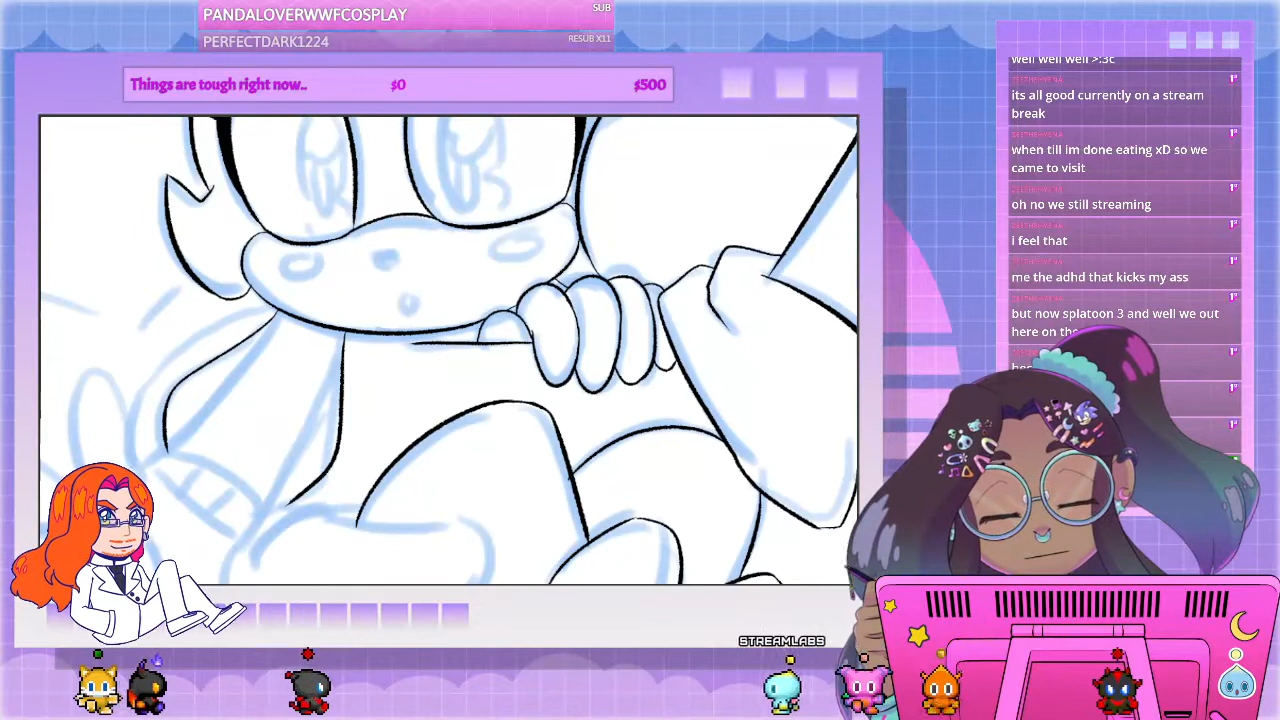 PANDALOVERWWFCOSPLAY
SUB
PERFECTDARK1224
RESUB X11
Things are tough right now..
$0
$500
well well well >:3c
its all good currently on a stream
break
when till im done eating xD so we
came to visit
oh no we still streaming
i feel that
me the adhd that kicks my ass
but now splatoon 3 and well we out
here on the
STREAMLABS